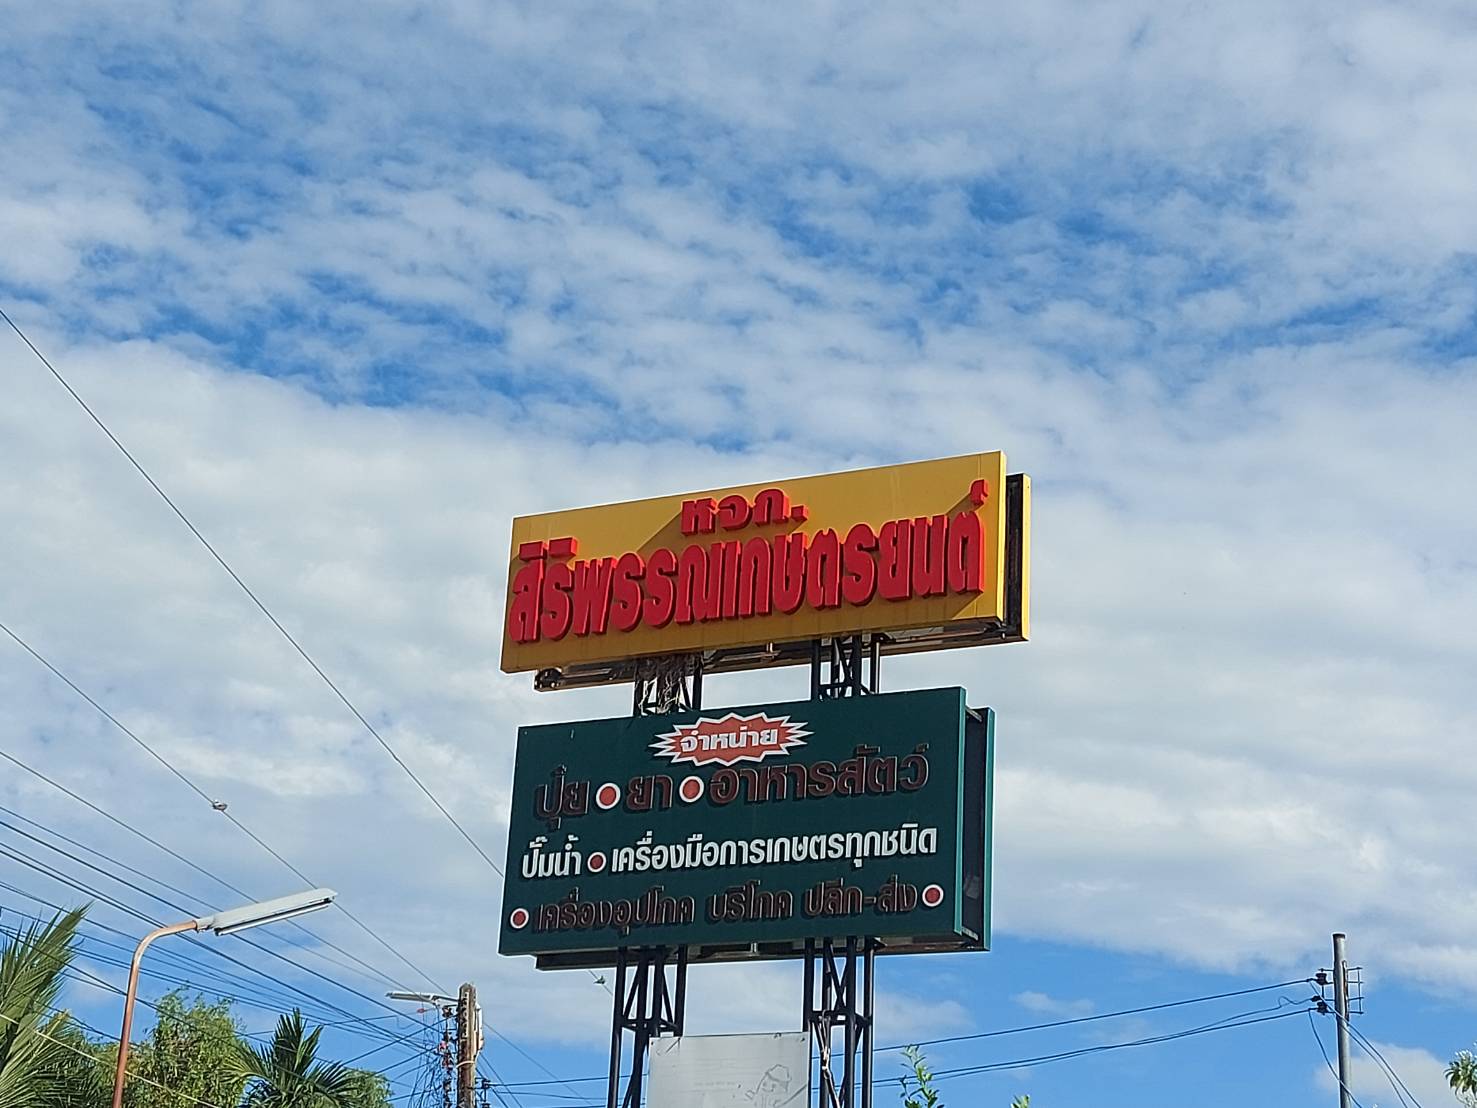 หจก.
สิริพรรณเกษตรยนต์
จำหน่าย
ปุ๋ย • ยา • อาหารสัตว์
ปั๊มน้ำ • เครื่องมือการเกษตรทุกชนิด
• เครื่องอุปโภค บริโภค ปลีก-ส่ง •